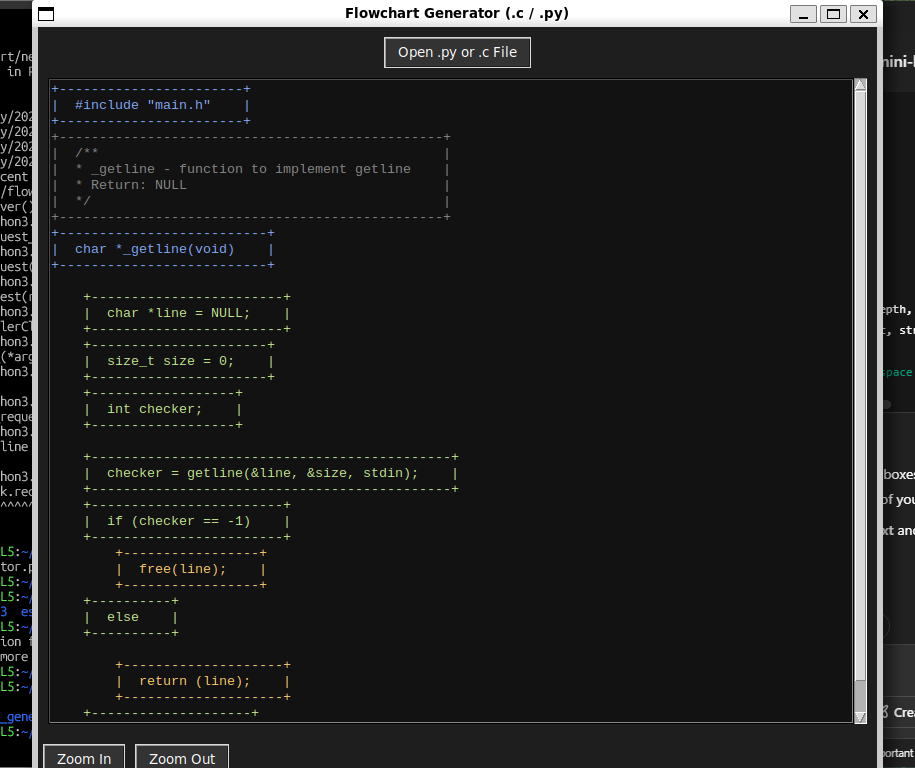 Flowchart Generator (.c / .py)
Open .py or .c File
+-----------------------+
|  #include "main.h"    |
+-----------------------+
+------------------------------------------------+
|  /**                                           |
|  * _getline - function to implement getline    |
|  * Return: NULL                                |
|  */                                            |
+------------------------------------------------+
+--------------------------+
|  char *_getline(void)    |
+--------------------------+
+------------------------+
|  char *line = NULL;    |
+------------------------+
+----------------------+
|  size_t size = 0;    |
+----------------------+
+------------------+
|  int checker;    |
+------------------+
+---------------------------------------------+
|  checker = getline(&line, &size, stdin);    |
+---------------------------------------------+
+------------------------+
|  if (checker == -1)    |
+------------------------+
+-----------------+
|  free(line);    |
+-----------------+
+----------+
|  else    |
+----------+
+--------------------+
|  return (line);    |
+--------------------+
+--------------------+
Zoom In
Zoom Out